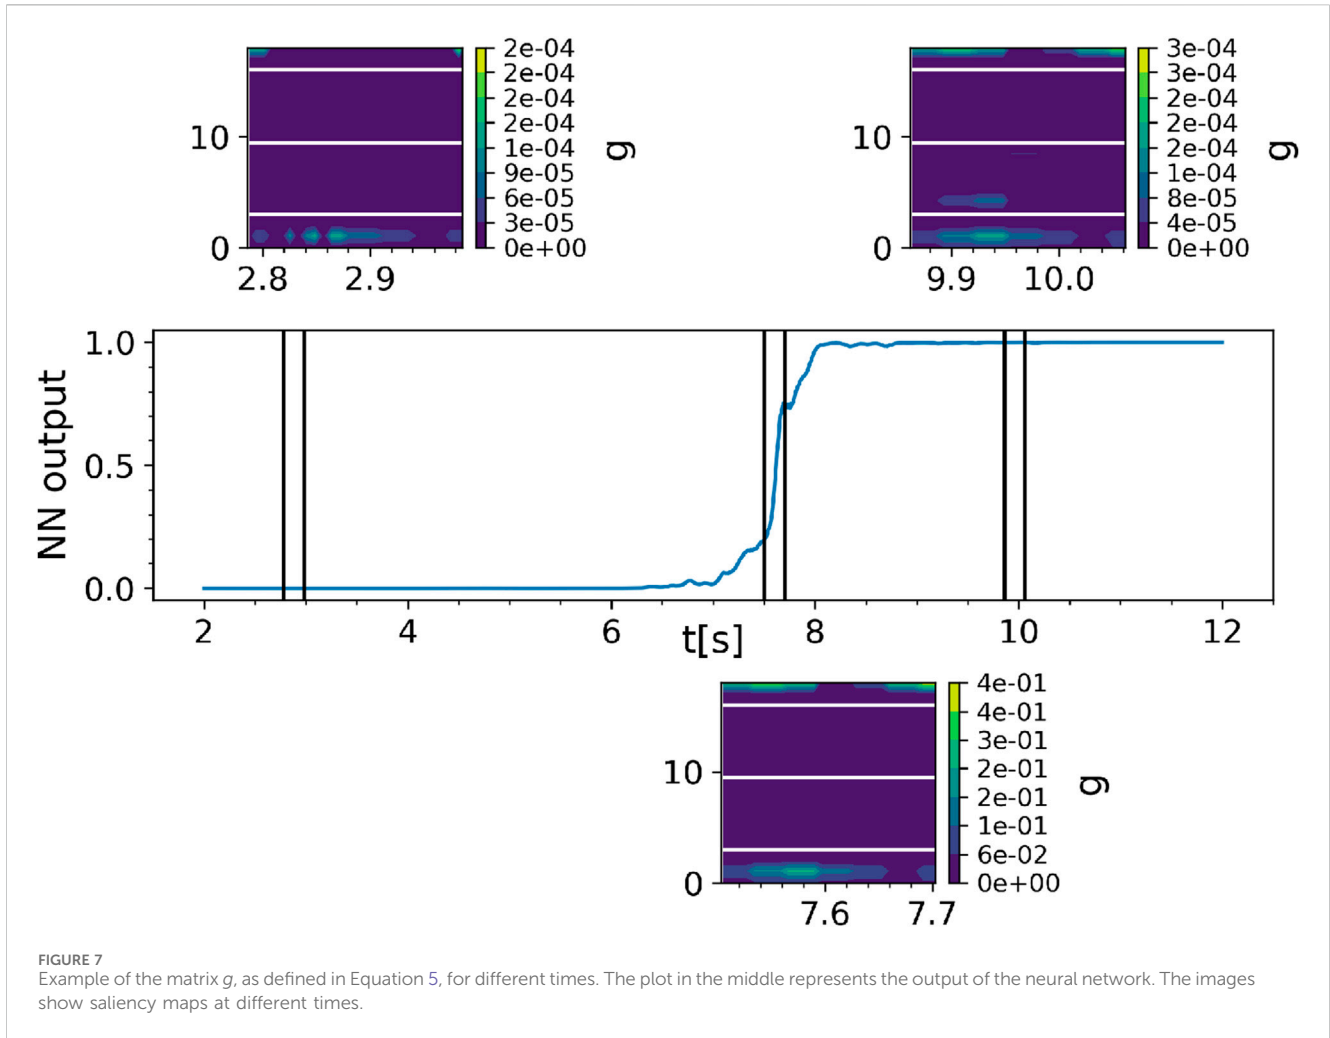 2e-04
2e-04
2e-04
2e-04
1e-04
9e-05
6e-05
3e-05
0e+00
g
10
0
2.8 2.9
3e-04
3e-04
2e-04
2e-04
2e-04
1e-04
8e-05
4e-05
0e+00
g
10
0
9.9 10.0
NN output
1.0
0.5
0.0
2 4 6 8 10 12
t[s]
4e-01
4e-01
3e-01
2e-01
2e-01
1e-01
6e-02
0e+00
g
10
0
7.6 7.7
FIGURE 7
Example of the matrix g, as defined in Equation 5, for different times. The plot in the middle represents the output of the neural network. The images
show saliency maps at different times.